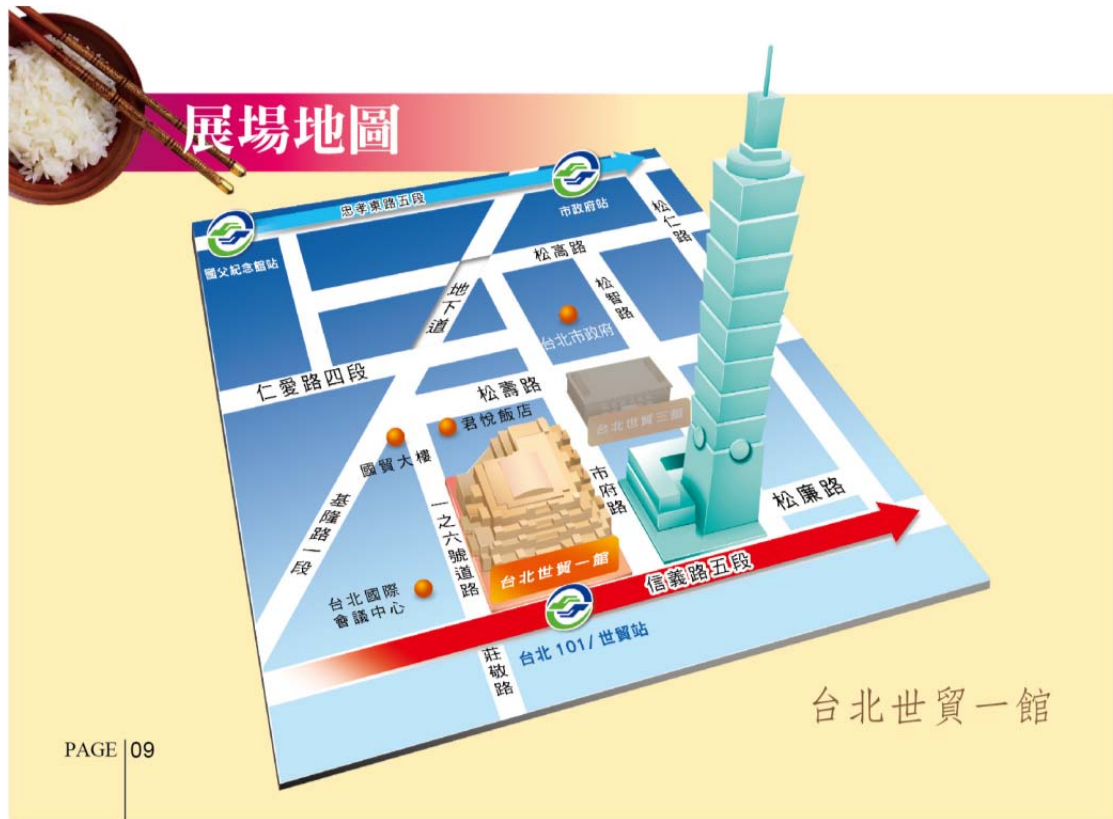 展場地圖
忠孝東路五段
市政府站
國父紀念館站
松仁路
松高路
地下道
松智路
台北市政府
仁愛路四段
松壽路
君悅飯店
台北世貿三館
國貿大樓
市府路
基隆路一段
一之六號道路
松廉路
台北世貿一館
信義路五段
台北國際
會議中心
台北101/世貿站
莊敬路
台北世貿一館
PAGE 09